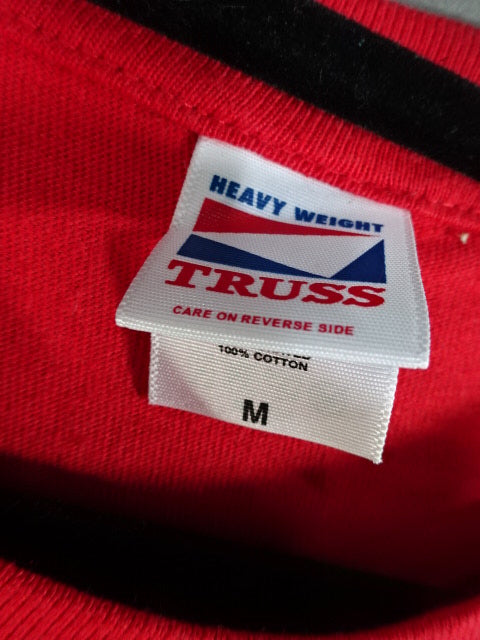 HEAVY WEIGHT
TRUSS
CARE ON REVERSE SIDE
100% COTTON
M